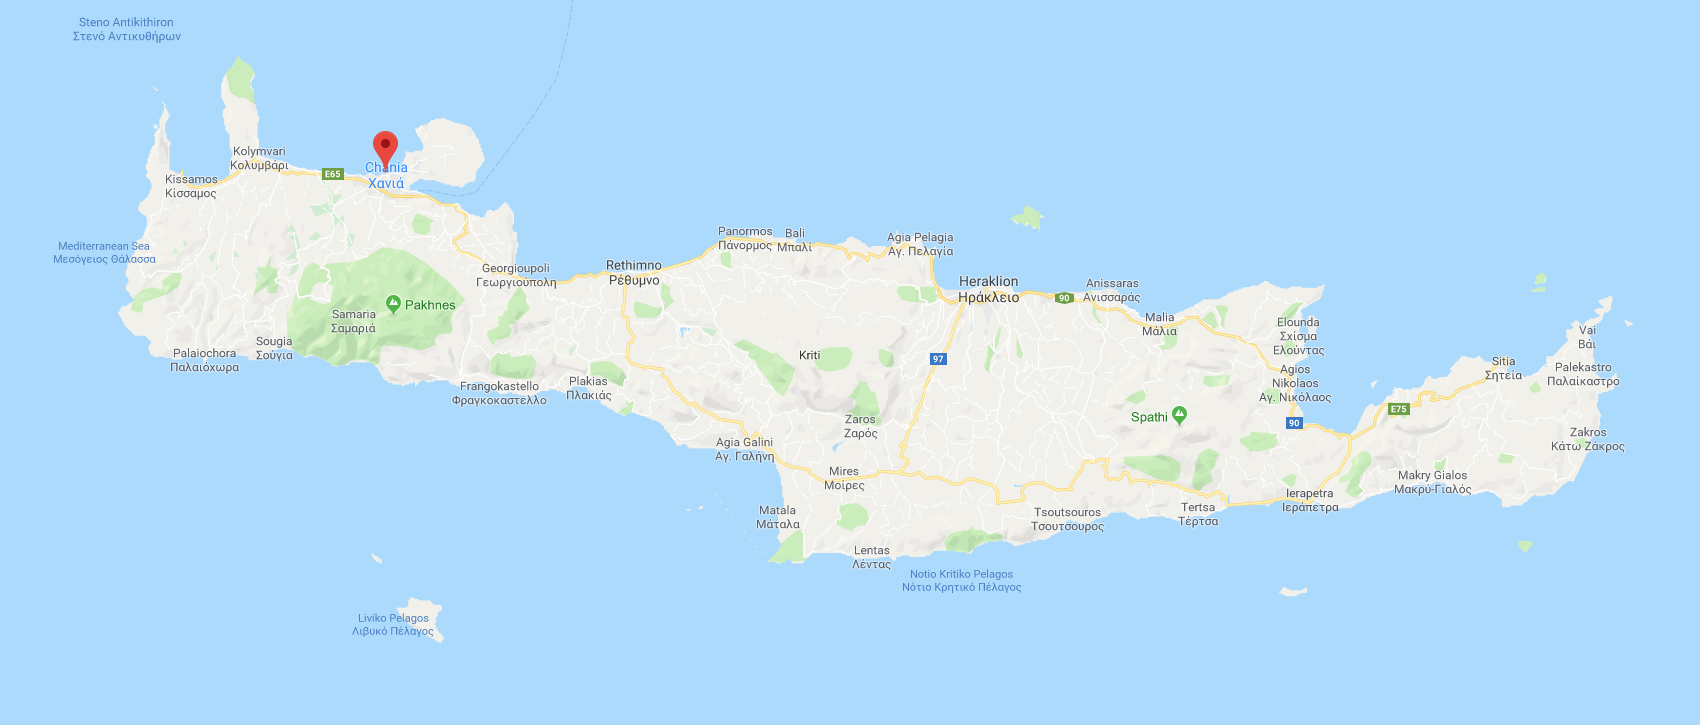 Steno Antikithiron
Στενό Αντικυθήρων
Kolymvari
Κολυμβάρι
Kissamos
Κίσσαμος
E65
Chania
Χανιά
Mediterranean Sea
Μεσόγειος Θάλασσα
Panormos
Πάνορμος
Bali
Μπαλί
Agia Pelagia
Αγ. Πελαγία
Georgioupoli
Γεωργιούπολη
Rethimno
Ρέθυμνο
Heraklion
Ηράκλειο
90
Anissaras
Ανισσαράς
Pakhnes
Samaria
Σαμαριά
Malia
Μάλια
Elounda
Σχίσμα
Ελούντας
Vai
Βάι
Sougia
Σούγια
Palaiochora
Παλαιόχωρα
Kriti
97
Sitia
Σητεία
Palekastro
Παλαίκαστρο
Agios
Nikolaos
Αγ. Νικόλαος
Frangokastello
Φραγκοκαστελλο
Plakias
Πλακιάς
Zaros
Ζαρός
Spathi
E75
90
Agia Galini
Αγ. Γαλήνη
Zakros
Κάτω Ζάκρος
Mires
Μοίρες
Makry Gialos
Μακρύ-Γιαλός
Ierapetra
Ιεράπετρα
Matala
Μάταλα
Tsoutsouros
Τσούτσουρος
Tertsa
Τέρτσα
Lentas
Λέντας
Notio Kritiko Pelagos
Νότιο Κρητικό Πέλαγος
Liviko Pelagos
Λιβυκό Πέλαγος